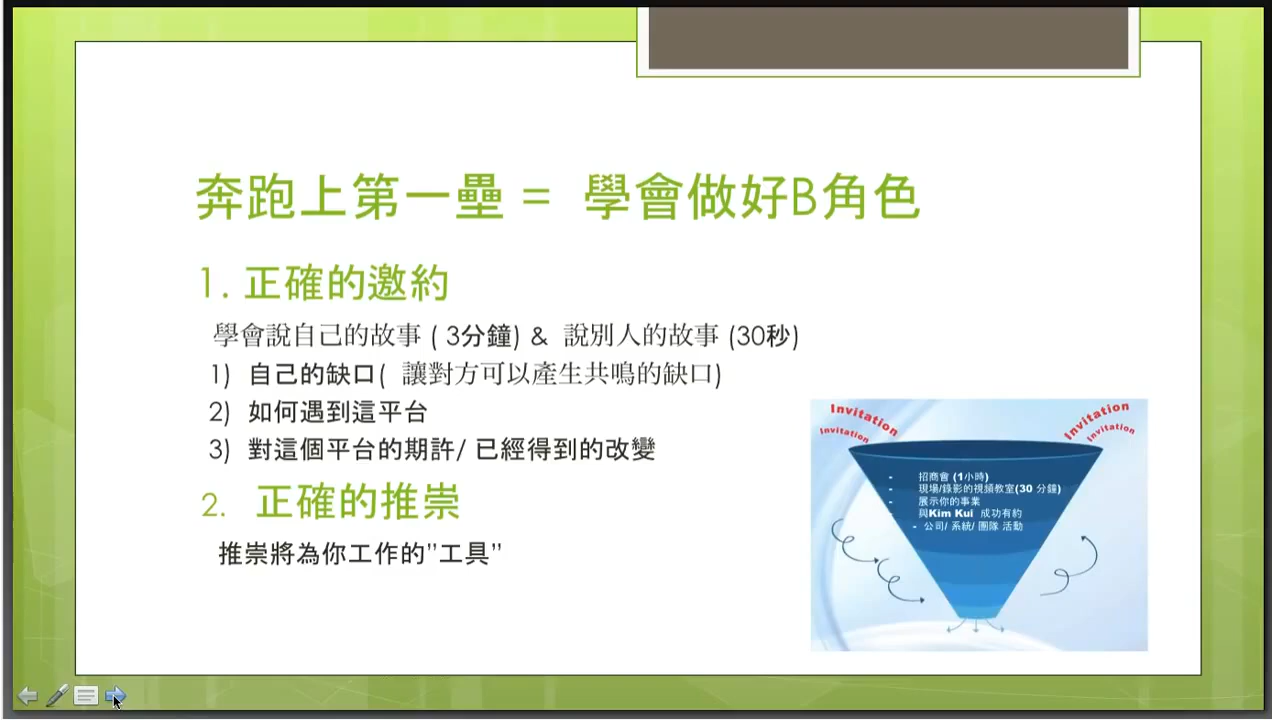 奔跑上第一壘 = 學會做好B角色
1. 正確的邀約
學會說自己的故事 ( 3分鐘) & 說別人的故事 (30秒)
1) 自己的缺口( 讓對方可以產生共鳴的缺口)
2) 如何遇到這平台
3) 對這個平台的期許/ 已經得到的改變
2. 正確的推崇
推崇將為你工作的”工具”
Invitation
Invitation
Invitation
Invitation
- 招商會 (1小時)
- 現場/錄影的視頻教室(30 分鐘)
- 展示你的事業
- 與Kim Kui 成功有約
- 公司/ 系統/ 團隊 活動